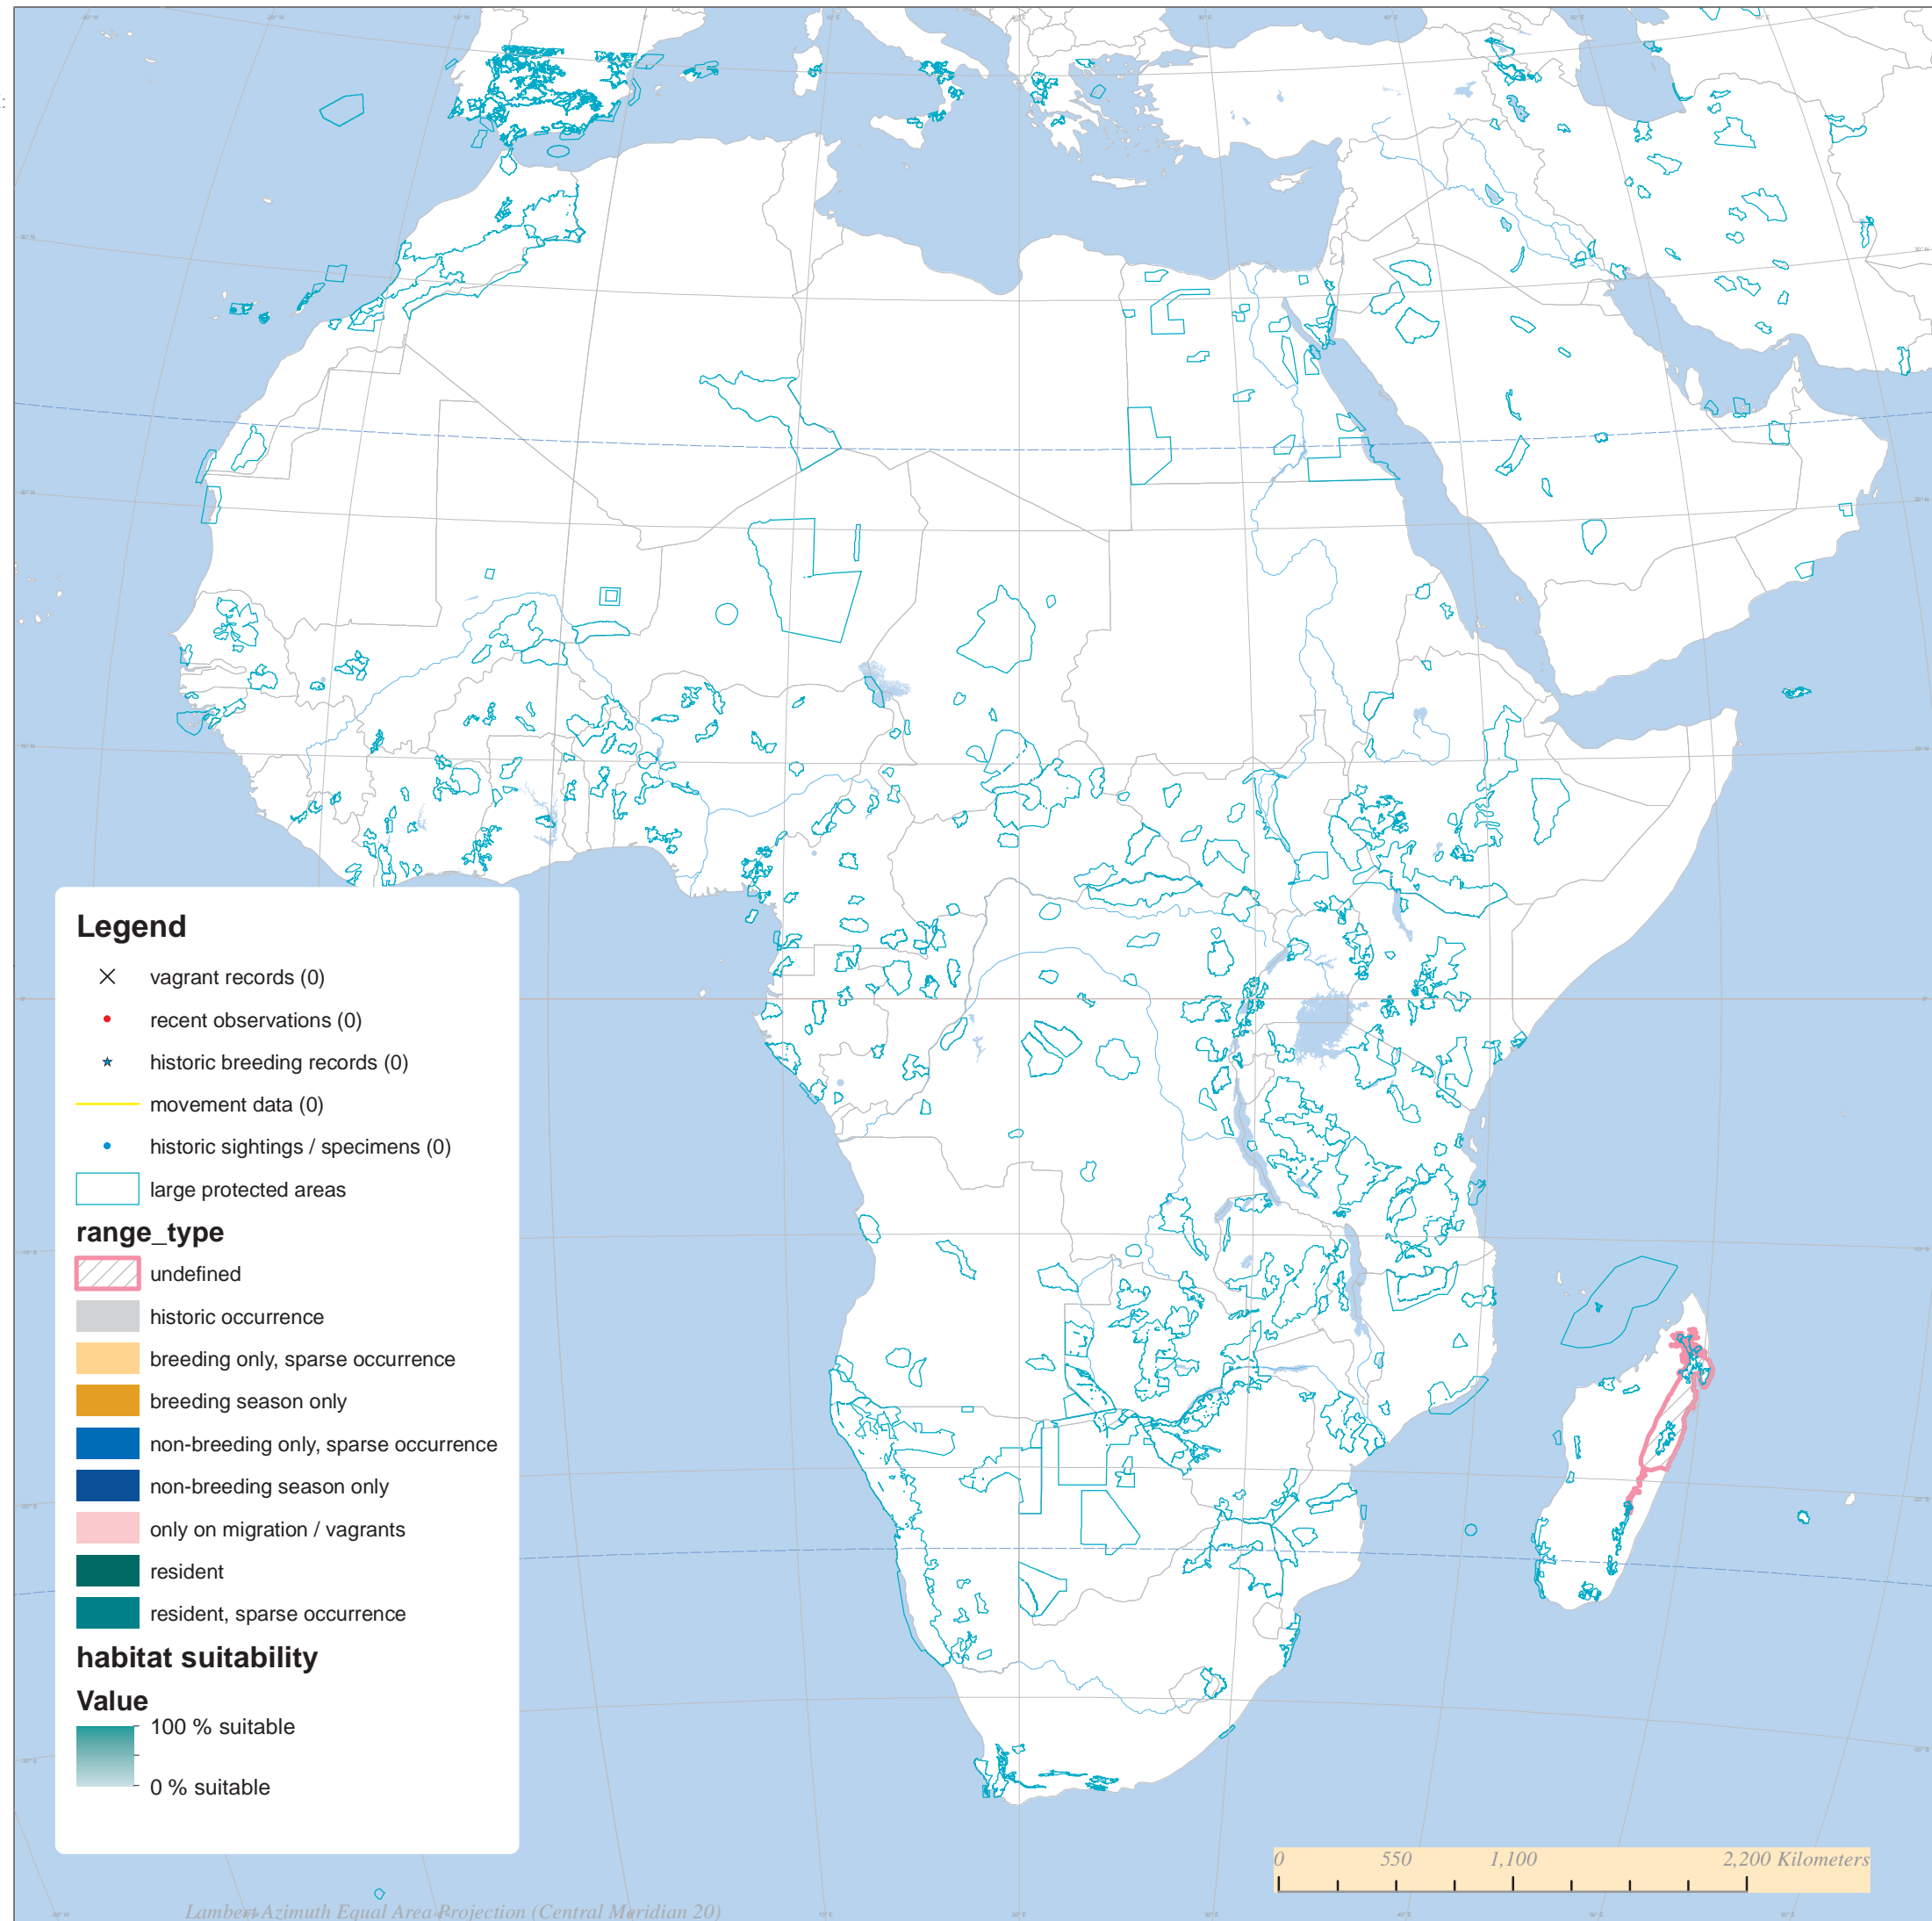 Legend
vagrant records (0)
recent observations (0)
historic breeding records (0)
movement data (0)
historic sightings / specimens (0)
large protected areas
range_type
undefined
historic occurrence
breeding only, sparse occurrence
breeding season only
non-breeding only, sparse occurrence
non-breeding season only
only on migration / vagrants
resident
resident, sparse occurrence
habitat suitability
Value
100 % suitable
0 % suitable
0 550 1,100 2,200 Kilometers
Lambert Azimuth Equal Area Projection (Central Meridian 20)